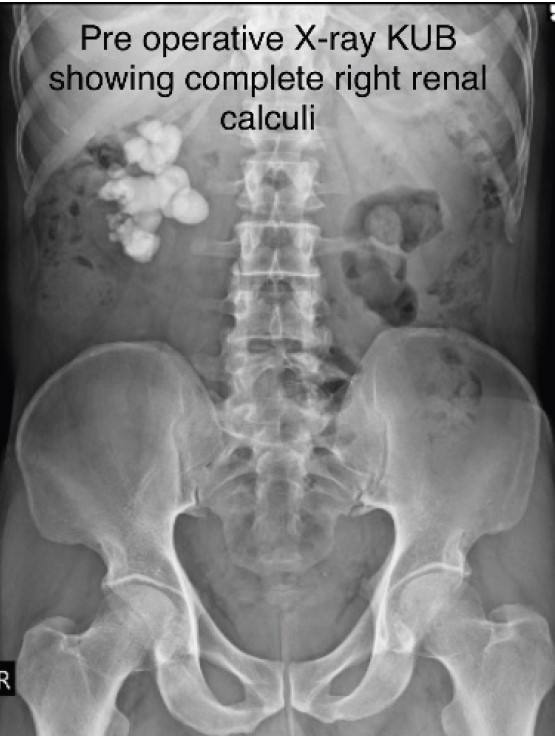 Pre operative X-ray KUB
showing complete right renal
calculi
R